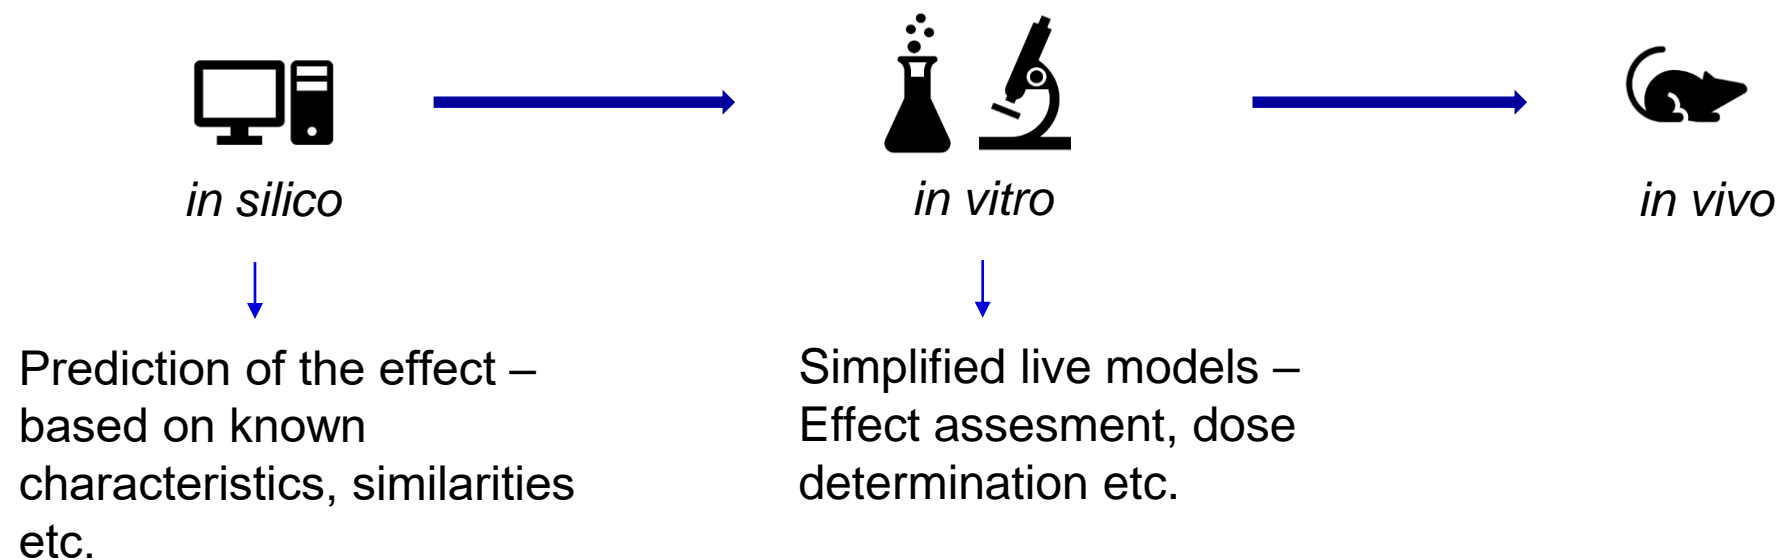 in silico
in vitro
in vivo
Prediction of the effect –
based on known
characteristics, similarities
etc.
Simplified live models –
Effect assesment, dose
determination etc.